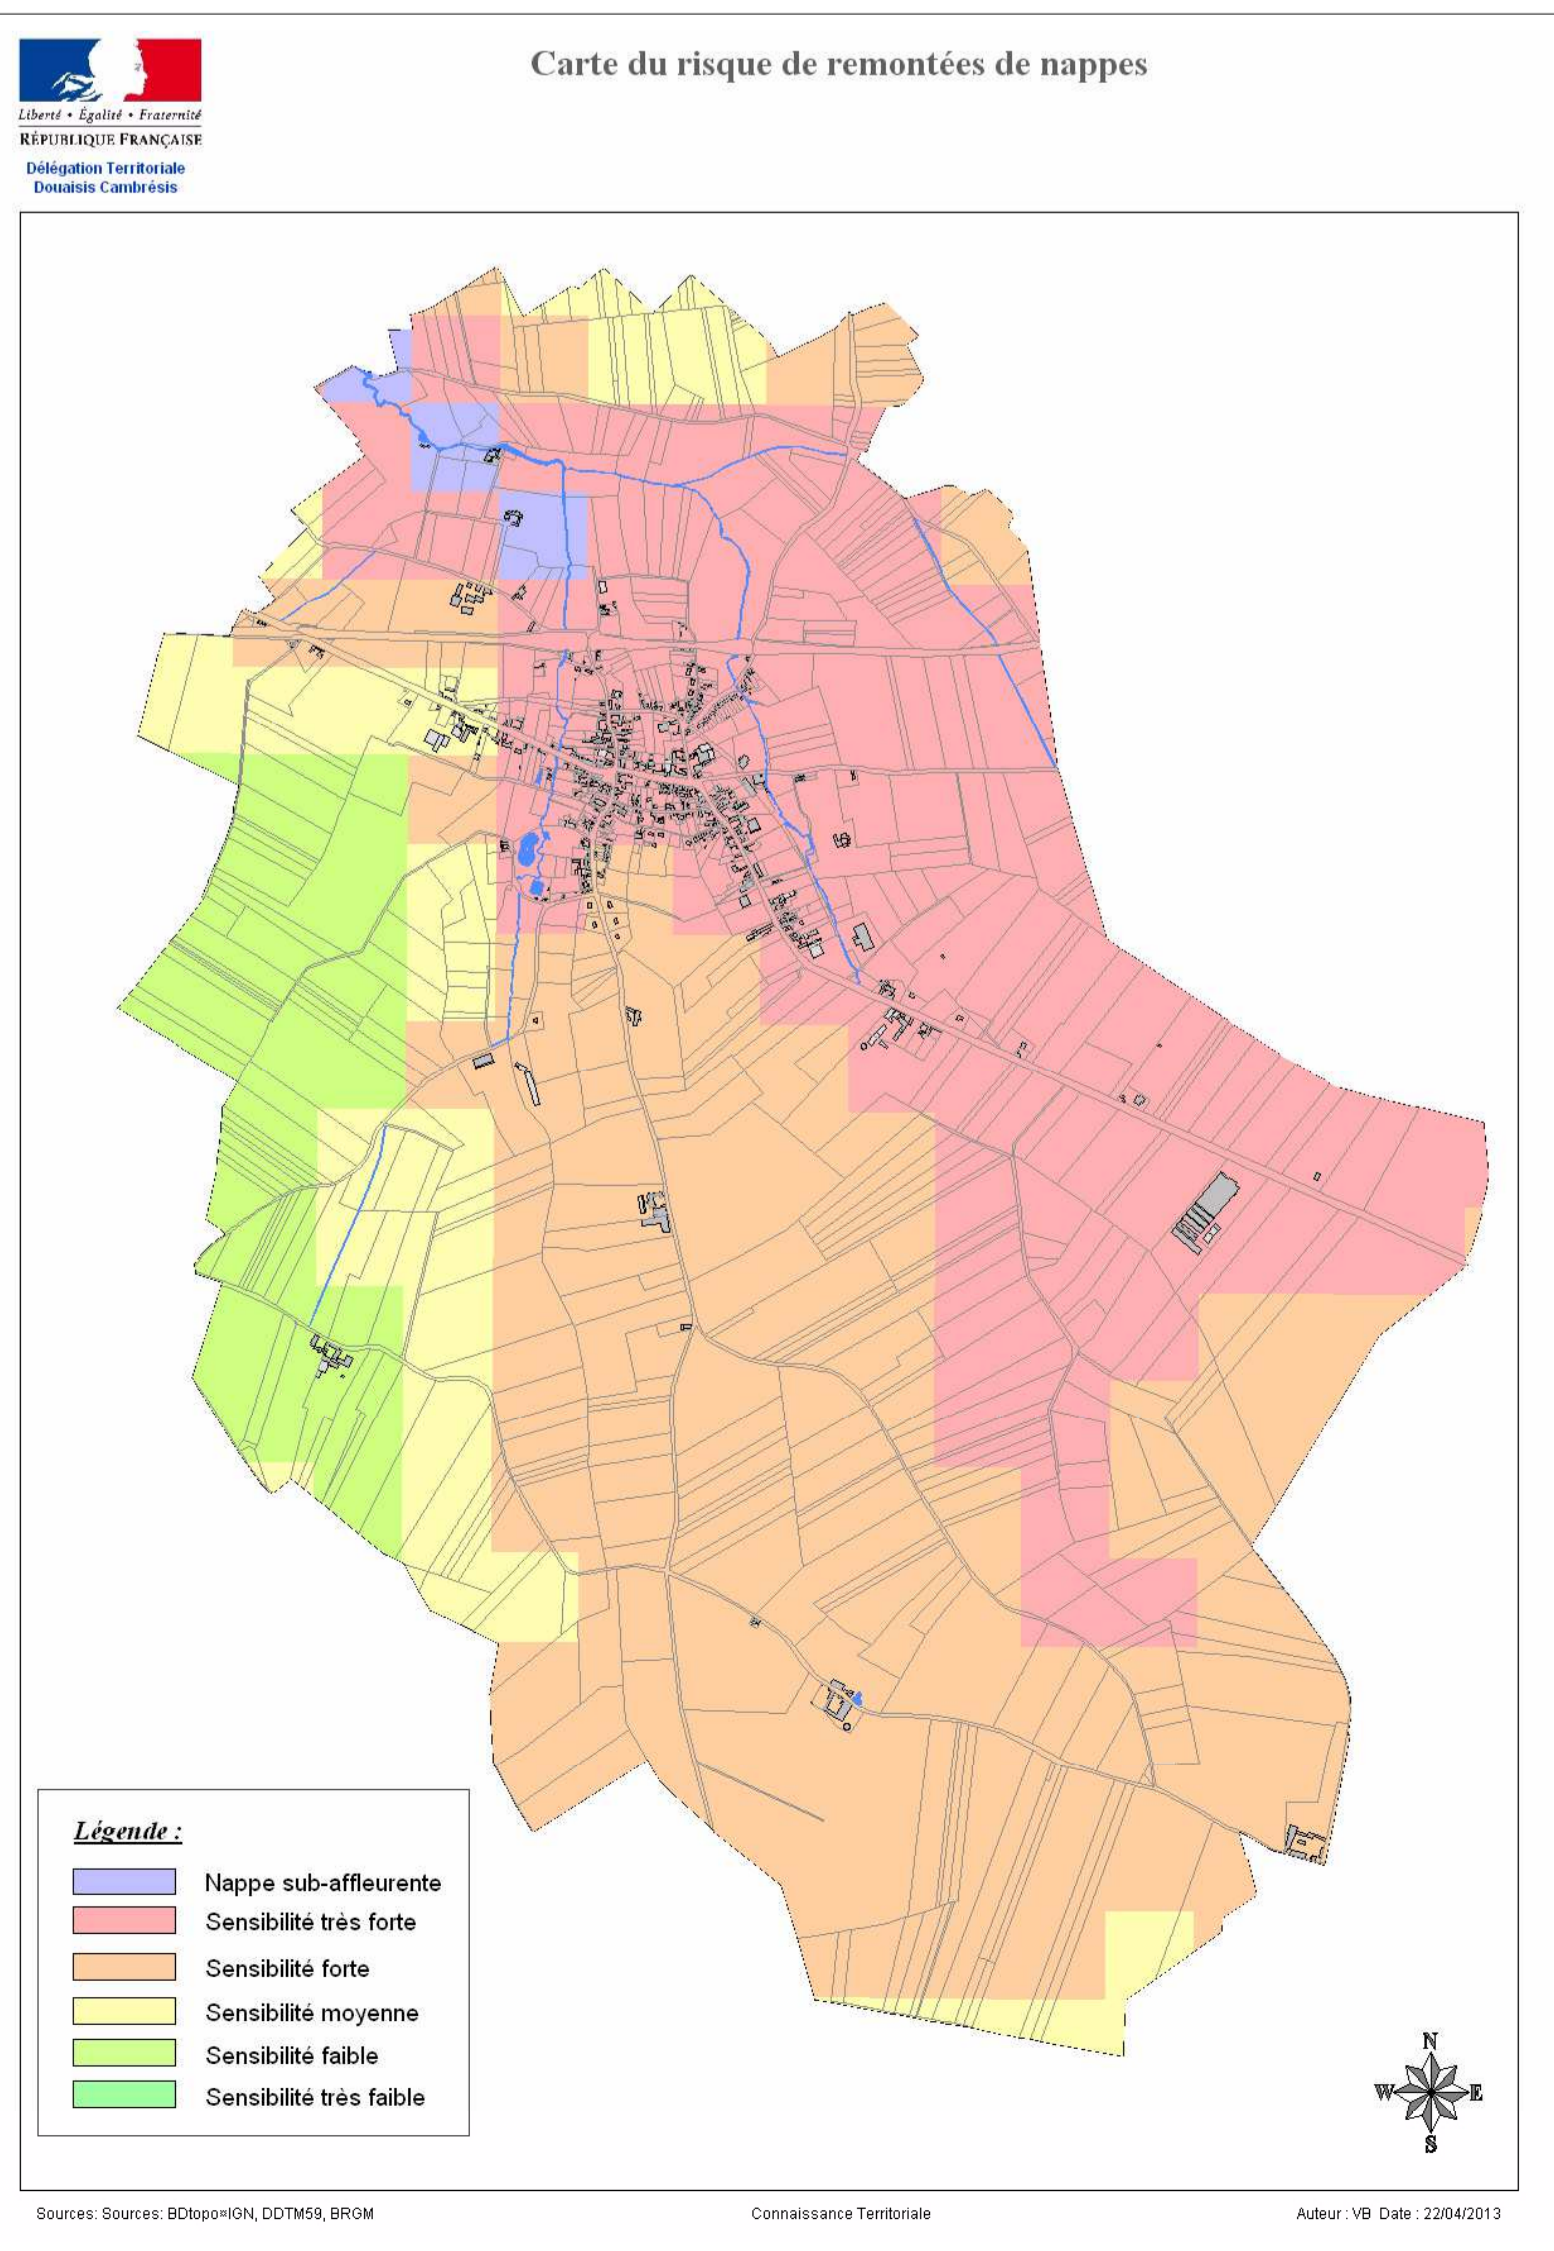 Carte du risque de remontées de nappes
Liberté • Égalité • Fraternité
RÉPUBLIQUE FRANÇAISE
Délégation Territoriale
Douaisis Cambrésis
Légende :
Nappe sub-affleurente
Sensibilité très forte
Sensibilité forte
Sensibilité moyenne
Sensibilité faible
Sensibilité très faible
N
W E
S
Sources: Sources: BDtopo¤IGN, DDTM59, BRGM
Connaissance Territoriale
Auteur : VB Date : 22/04/2013